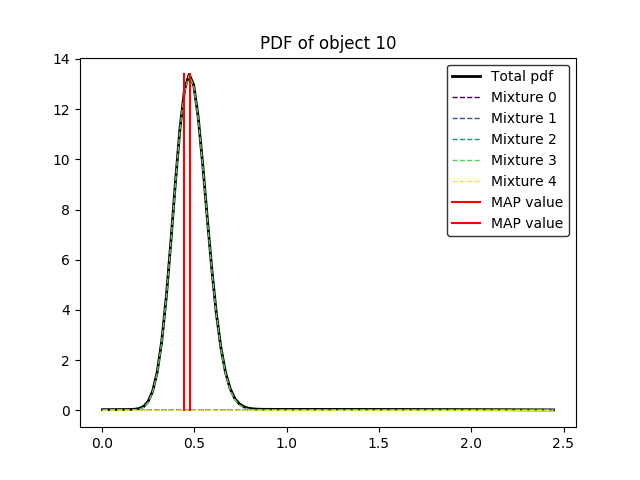 PDF of object 10
14
12
10
8
6
4
2
0
0.0 0.5 1.0 1.5 2.0 2.5
Total pdf
Mixture 0
Mixture 1
Mixture 2
Mixture 3
Mixture 4
MAP value
MAP value